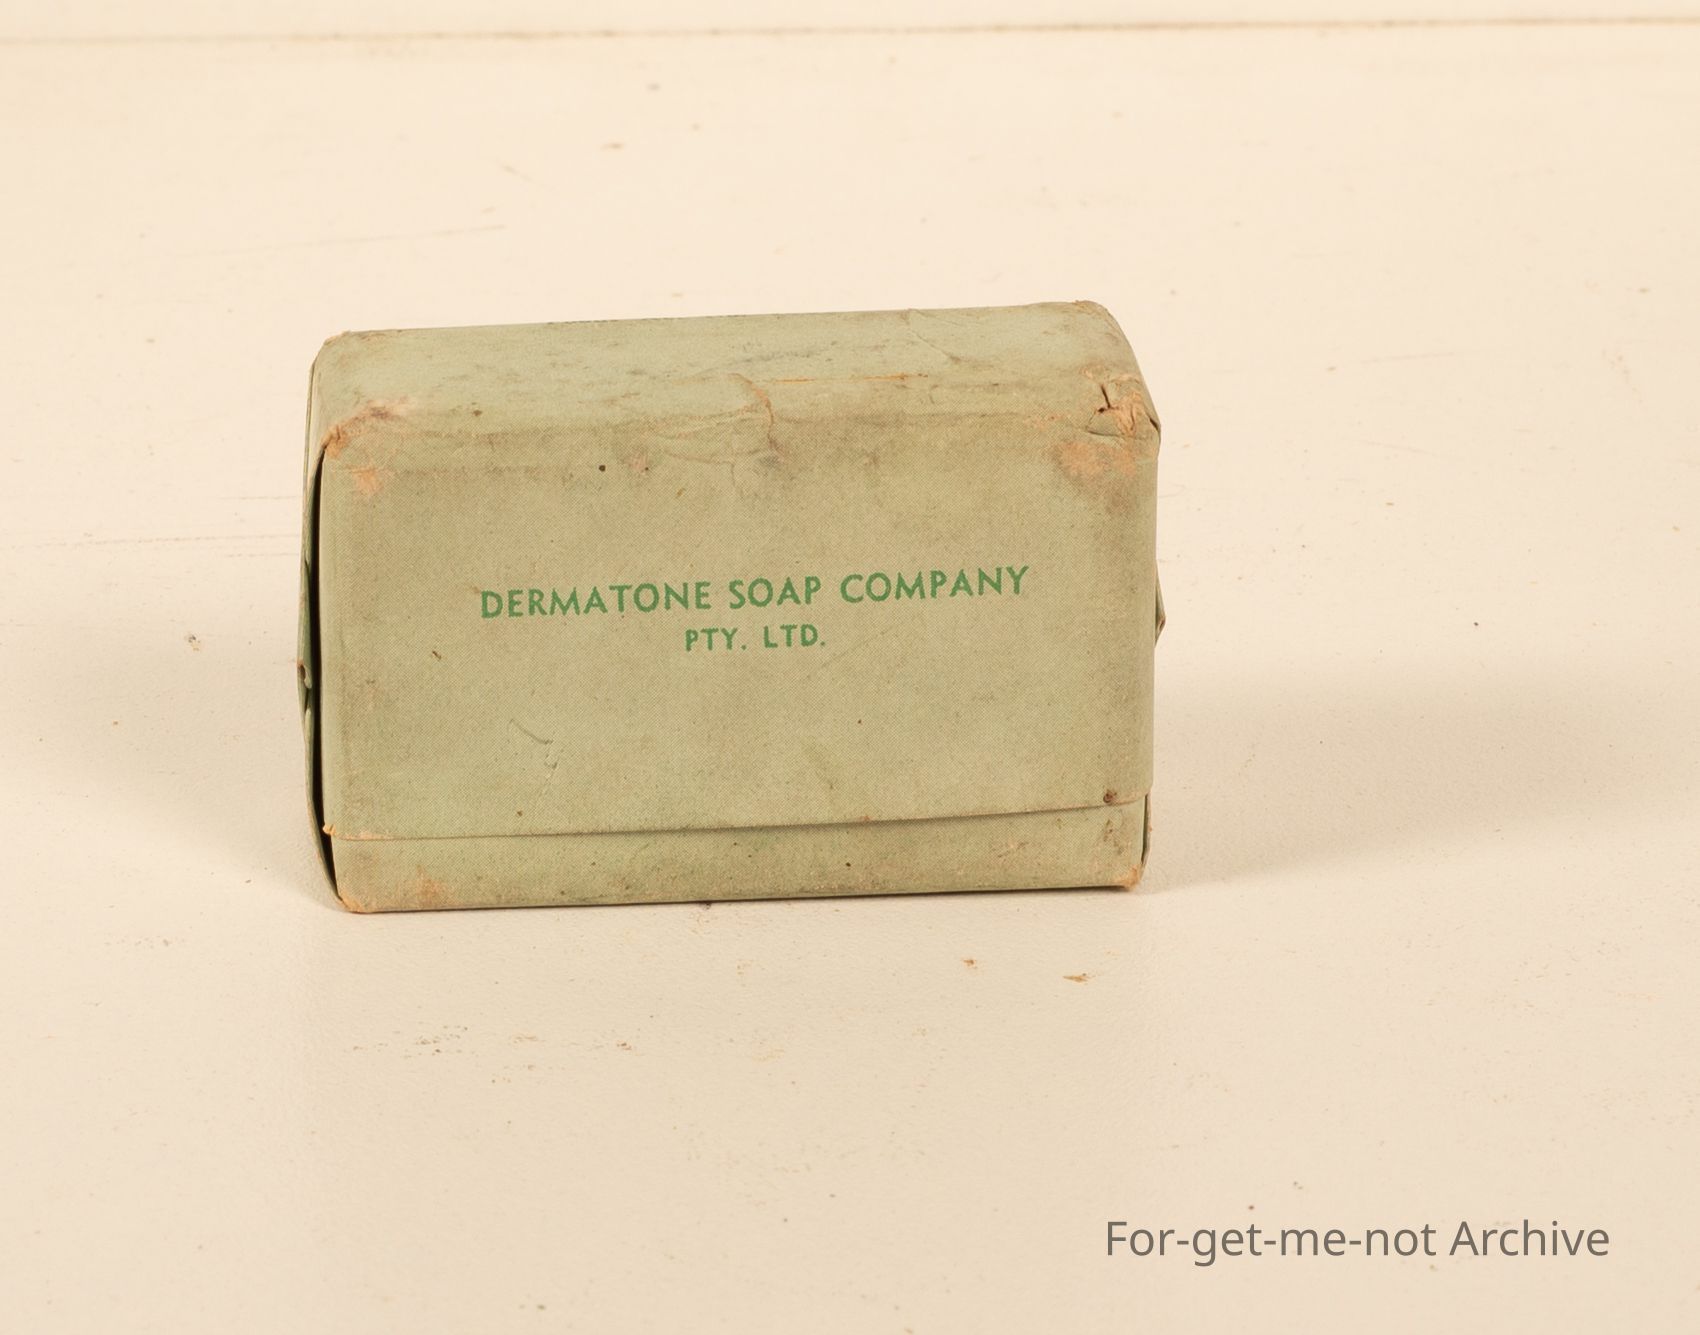 DERMATONE SOAP COMPANY
PTY. LTD.
For-get-me-not Archive